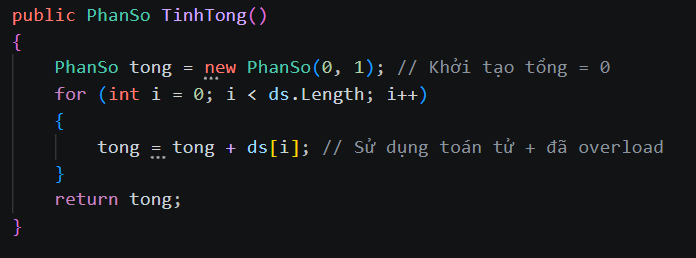 public PhanSo TinhTong()
{
PhanSo tong = new PhanSo(0, 1); // Khởi tạo tổng = 0
for (int i = 0; i < ds.Length; i++)
{
tong = tong + ds[i]; // Sử dụng toán tử + đã overload
}
return tong;
}